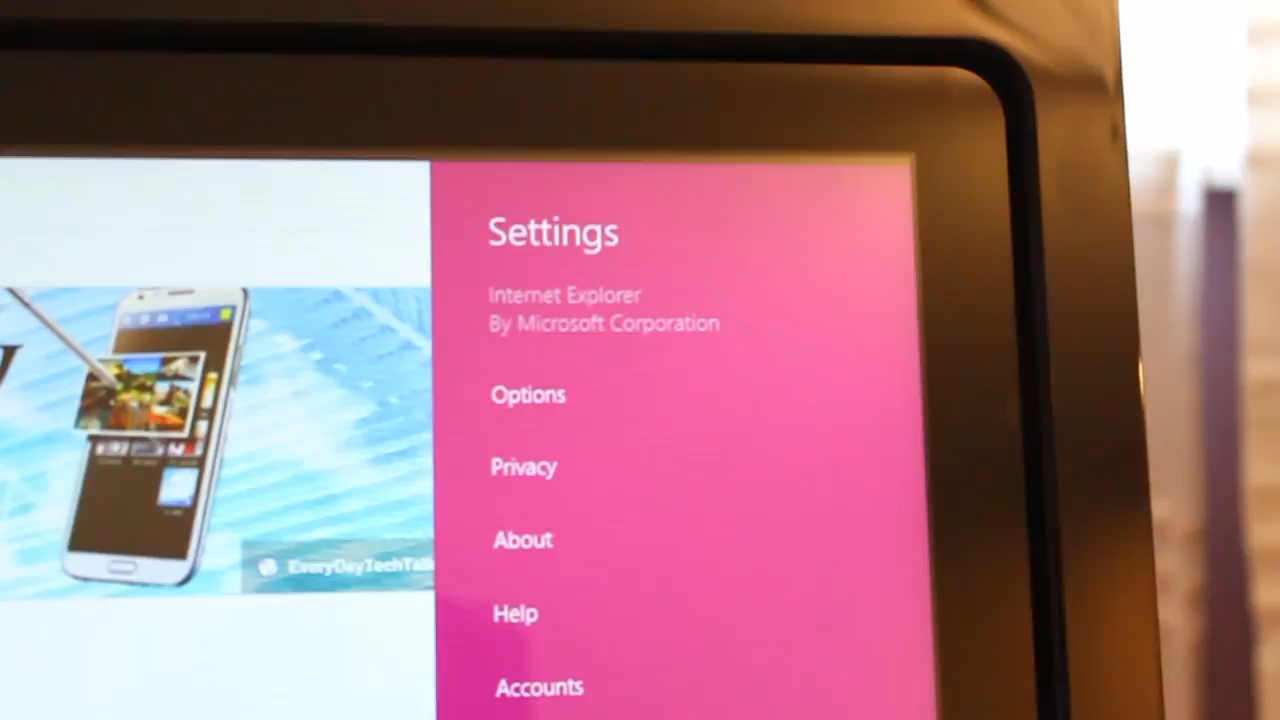 Settings
Internet Explorer
By Microsoft Corporation
Options
Privacy
About
Help
Accounts
EveryDayTechTalk